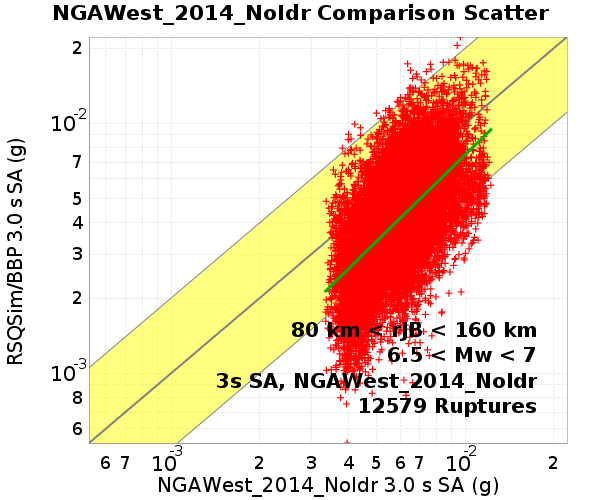 NGAWest_2014_NoIdr Comparison Scatter
RSQSim/BBP 3.0 s SA (g)
2
10-2
7
5
4
3
2
10-3
8
6
80 km < rJB < 160 km
6.5 < Mw < 7
3s SA, NGAWest_2014_NoIdr
12579 Ruptures
6 7 10-3 2 3 4 5 6 7 10-2 2
NGAWest_2014_NoIdr 3.0 s SA (g)